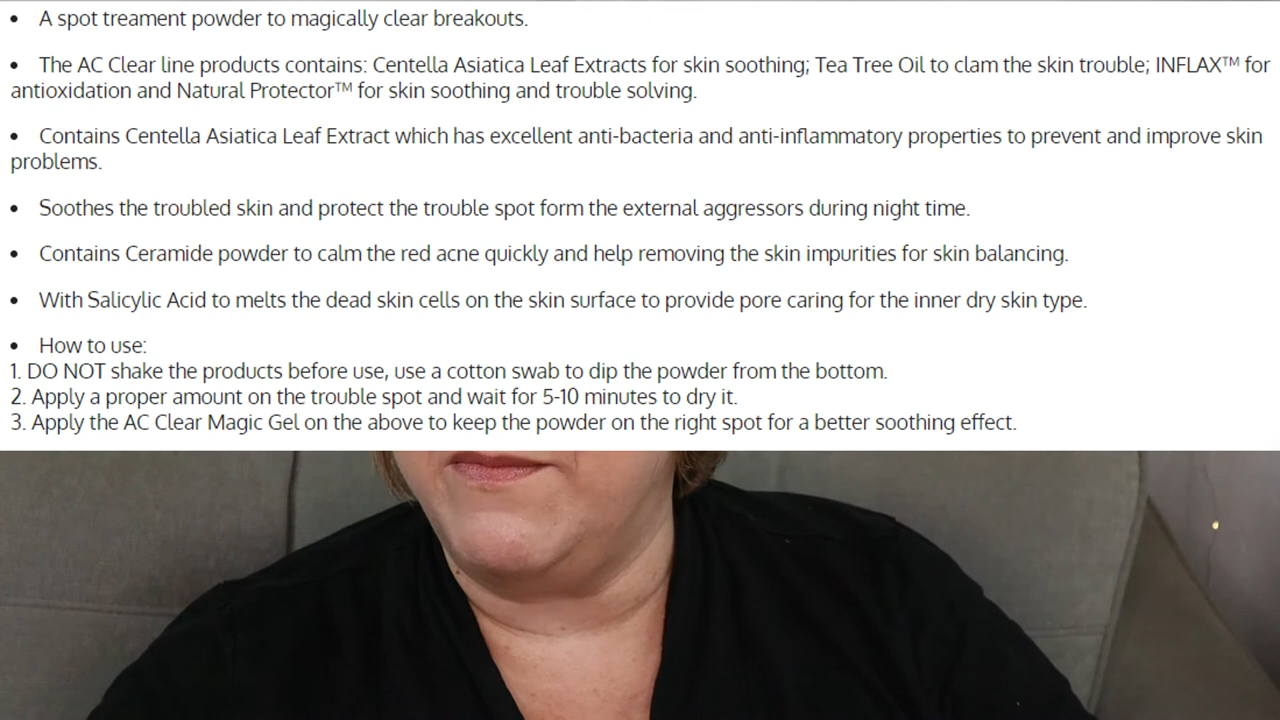 • A spot treament powder to magically clear breakouts.
• The AC Clear line products contains: Centella Asiatica Leaf Extracts for skin soothing; Tea Tree Oil to clam the skin trouble; INFLAX™ for
antioxidation and Natural Protector™ for skin soothing and trouble solving.
• Contains Centella Asiatica Leaf Extract which has excellent anti-bacteria and anti-inflammatory properties to prevent and improve skin
problems.
• Soothes the troubled skin and protect the trouble spot form the external aggressors during night time.
• Contains Ceramide powder to calm the red acne quickly and help removing the skin impurities for skin balancing.
• With Salicylic Acid to melts the dead skin cells on the skin surface to provide pore caring for the inner dry skin type.
• How to use:
1. DO NOT shake the products before use, use a cotton swab to dip the powder from the bottom.
2. Apply a proper amount on the trouble spot and wait for 5-10 minutes to dry it.
3. Apply the AC Clear Magic Gel on the above to keep the powder on the right spot for a better soothing effect.